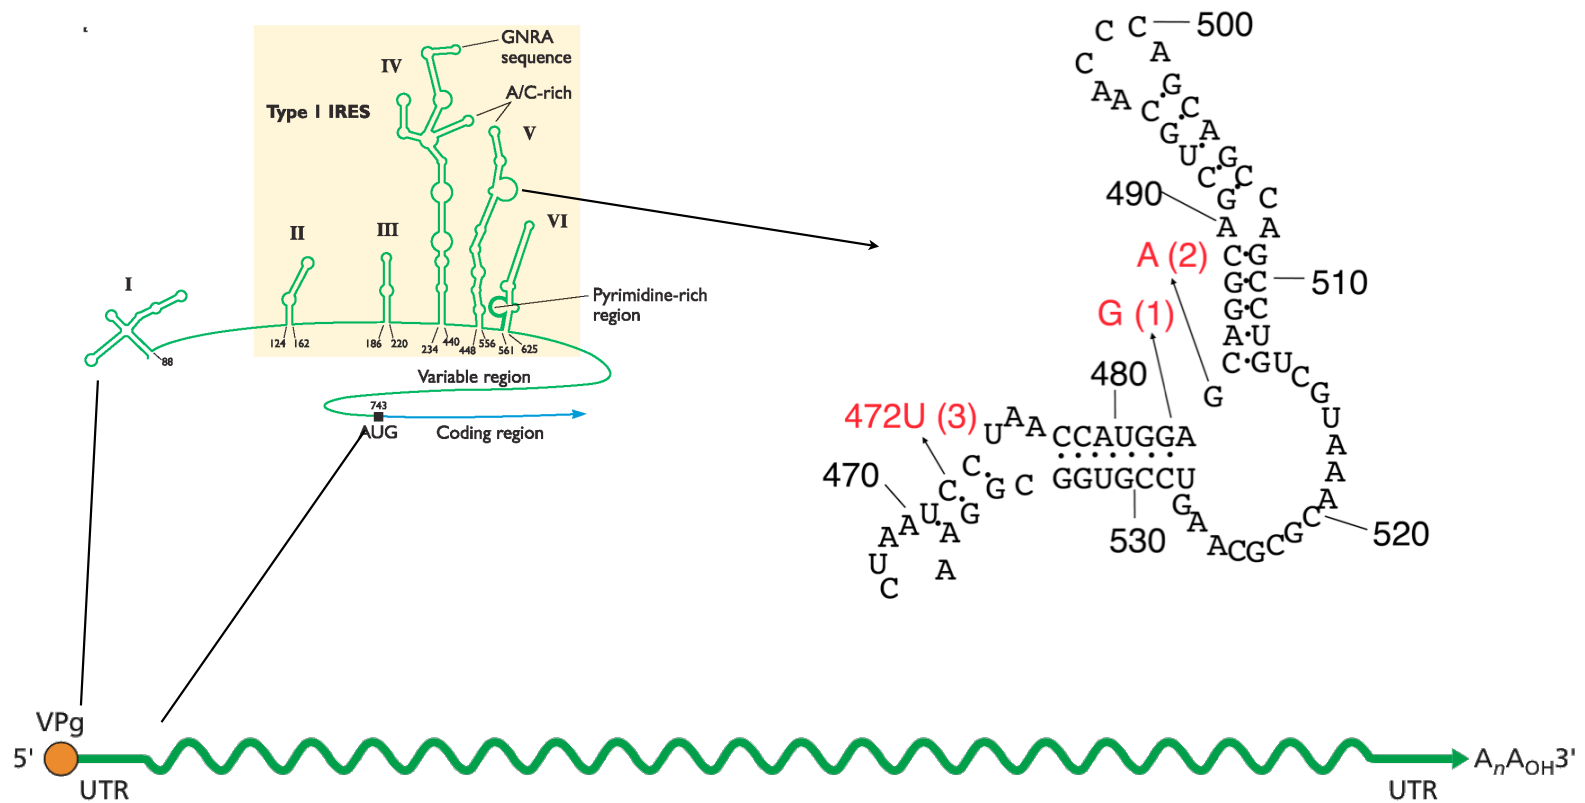 GNRA
sequence
IV
A/C-rich
Type 1 IRES
V
II
III
VI
I
Pyrimidine-rich
region
88
124 162
186 220
234 440
448 556
561 625
Variable region
743
AUG
Coding region
C C 500
C A
A A C G C
G A
U G
C C
490 G C
A A
A (2) C G
G C 510
G (1) G C
A U
C G U C G U A A A
480 G
472U (3) U A A C C A U G G A
470 C G C G G U G C C U
C G
U A A G
A A A C G C G C 520
U A 530
C
VPg
5'
UTR
AnAOH3'
UTR